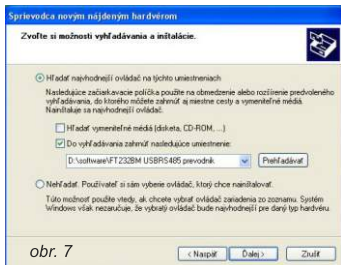 Sprievodca novým nájdeným hardvérom
Zvoľte si možnosti vyhľadávania a inštalácie.
Hľadať najvhodnejší ovládač na týchto umiestneniach
Nasledujúce začiarkavacie políčka použite na obmedzenie alebo rozšírenie predvoleného
vyhľadávania, do ktorého môžete zahrnúť aj miestne cesty a vymeniteľné médiá.
Nainštaluje sa najvhodnejší ovládač.
Hľadať vymeniteľné médiá (disketa, CD-ROM, ...)
Do vyhľadávania zahrnúť nasledujúce umiestnenie:
D:\software\FT232BM USBRS485 prevodnik
Prehľadávať
Nehľadať. Používateľ si sám vyberie ovládač, ktorý chce nainštalovať.
Túto možnosť použite vtedy, ak chcete vybrať ovládač zariadenia zo zoznamu. Systém
Windows však nezaručuje, že vybratý ovládač bude najvhodnejší pre daný typ hardvéru.
obr. 7
< Naspäť
Ďalej >
Zrušiť